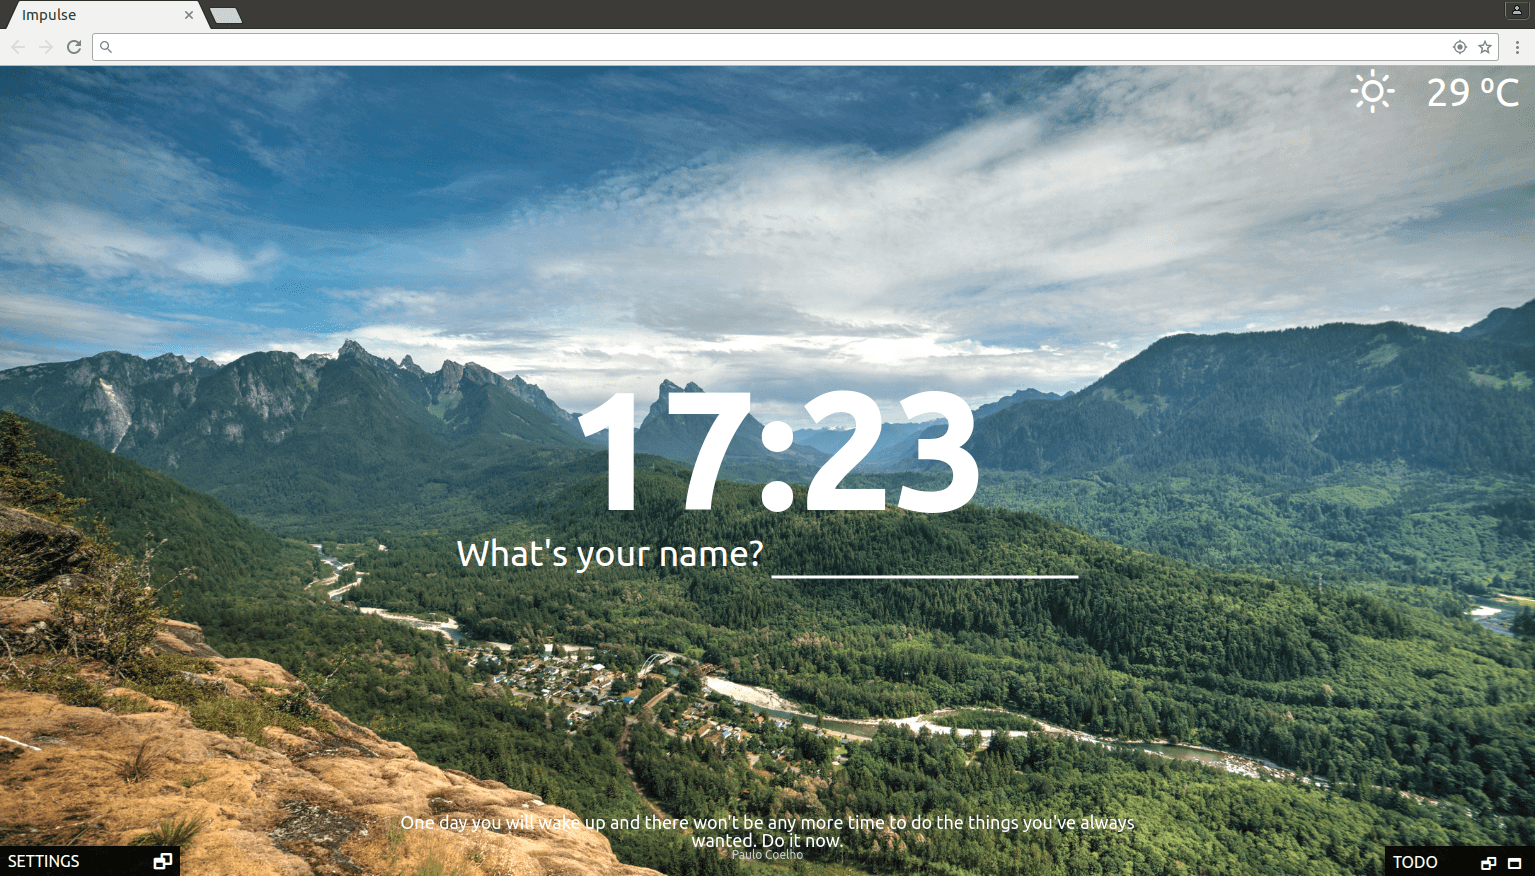 Impulse
29 ºC
17:23
What's your name?
One day you will wake up and there won't be any more time to do the things you've always
wanted. Do it now.
Paulo Coelho
SETTINGS
TODO